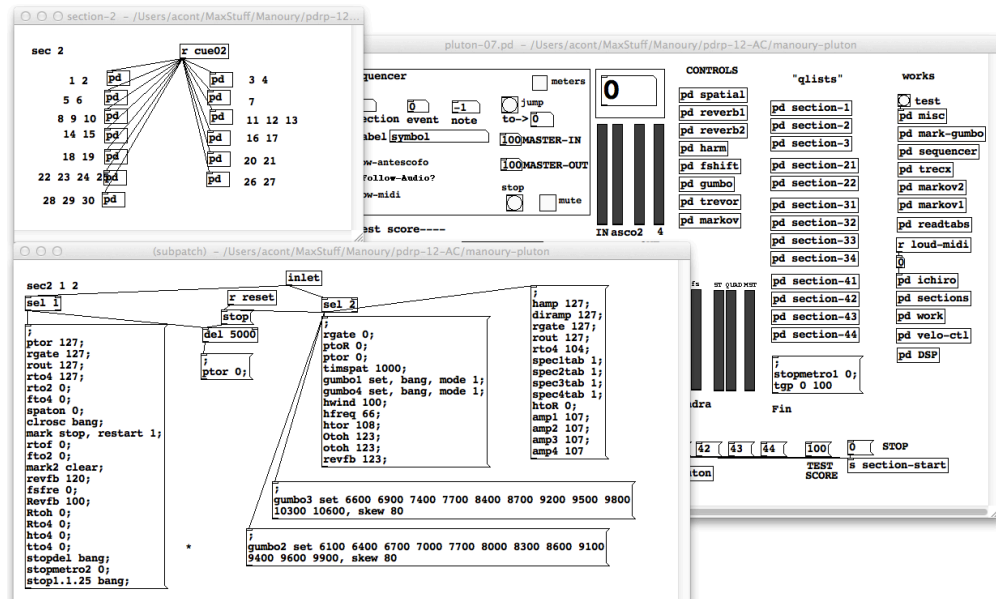 section-2 – /Users/acont/MaxStuff/Manoury/pdrp-12...
sec 2
r cue02
1 2 pd
pd 3 4
5 6 pd
pd 7
8 9 10 pd
pd 11 12 13
14 15 pd
pd 16 17
18 19 pd
pd 20 21
22 23 24 25 pd
pd 26 27
28 29 30 pd
pluton-07.pd – /Users/acont/MaxStuff/Manoury/pdrp-12-AC/manoury-pluton
quencer
meters
0 -1 jump
ection event note to-> 0
abel symbol
100 MASTER-IN
ow-antescofo
100 MASTER-OUT
Follow-Audio?
ow-midi
stop
mute
est score----
0
IN asco2 4
CONTROLS
pd spatial
pd reverb1
pd reverb2
pd harm
pd fshift
pd gumbo
pd trevor
pd markov
"qlists"
pd section-1
pd section-2
pd section-3
pd section-21
pd section-22
pd section-31
pd section-32
pd section-33
pd section-34
pd section-41
pd section-42
pd section-43
pd section-44
;
stopmetro1 0;
tgp 0 100
Fin
works
test
pd misc
pd mark-gumbo
pd sequencer
pd trecx
pd markov2
pd markov1
pd readtabs
r loud-midi
0
pd ichiro
pd sections
pd work
pd velo-ctl
pd DSP
fs ST QUAD MST
dra
42 43 44 100 0 STOP
ton
TEST
SCORE
s section-start
(subpatch) – /Users/acont/MaxStuff/Manoury/pdrp-12-AC/manoury-pluton
inlet
sec2 1 2
sel 1
r reset
sel 2
stop
del 5000
;
ptor 0;
;
ptor 127;
rgate 127;
rout 127;
rto4 127;
rto2 0;
fto4 0;
spaton 0;
clrosc bang;
mark stop, restart 1;
rtof 0;
fto2 0;
mark2 clear;
revfb 120;
fsfre 0;
Revfb 100;
Rtoh 0;
Rto4 0;
hto4 0;
tto4 0;
stopdel bang;
stopmetro2 0;
stop1.1.25 bang;
*
;
rgate 0;
ptoR 0;
ptor 0;
timspat 1000;
gumbo1 set, bang, mode 1;
gumbo4 set, bang, mode 1;
hwind 100;
hfreq 66;
htor 108;
Otoh 123;
otoh 123;
revfb 123;
;
hamp 127;
diramp 127;
rgate 127;
rout 127;
rto4 104;
spec1tab 1;
spec2tab 1;
spec3tab 1;
spec4tab 1;
htoR 0;
amp1 107;
amp2 107;
amp3 107;
amp4 107
;
gumbo3 set 6600 6900 7400 7700 8400 8700 9200 9500 9800
10300 10600, skew 80
;
gumbo2 set 6100 6400 6700 7000 7700 8000 8300 8600 9100
9400 9600 9900, skew 80